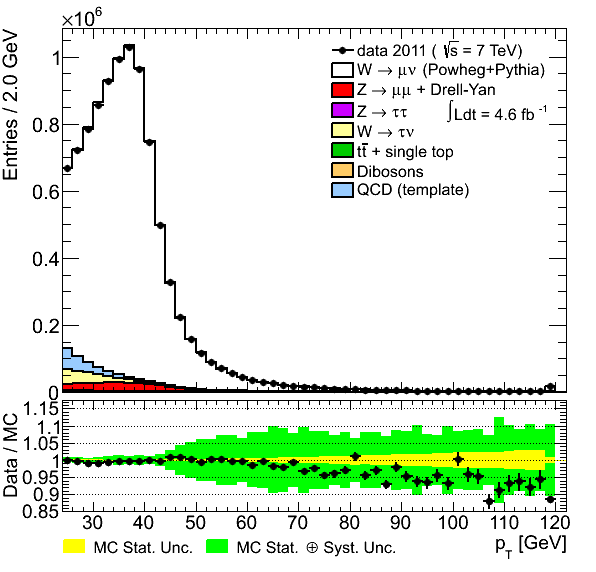 ×10⁶
Entries / 2.0 GeV
1
0.8
0.6
0.4
0.2
0
data 2011 ( √s = 7 TeV)
W → μν (Powheg+Pythia)
Z → μμ + Drell-Yan
Z → ττ
∫Ldt = 4.6 fb⁻¹
W → τν
tt̅ + single top
Dibosons
QCD (template)
Data / MC
1.15
1.1
1.05
1
0.95
0.9
0.85
30 40 50 60 70 80 90 100 110 120
p_T [GeV]
MC Stat. Unc. MC Stat. ⊕ Syst. Unc.